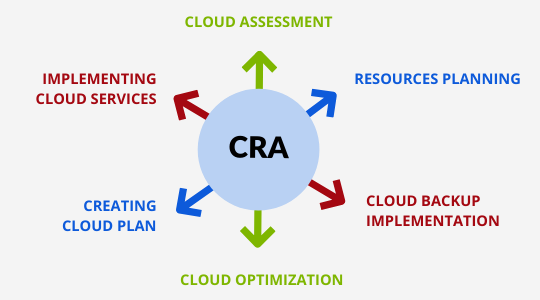 CLOUD ASSESSMENT
IMPLEMENTING
CLOUD SERVICES
RESOURCES PLANNING
CRA
CREATING
CLOUD PLAN
CLOUD BACKUP
IMPLEMENTATION
CLOUD OPTIMIZATION